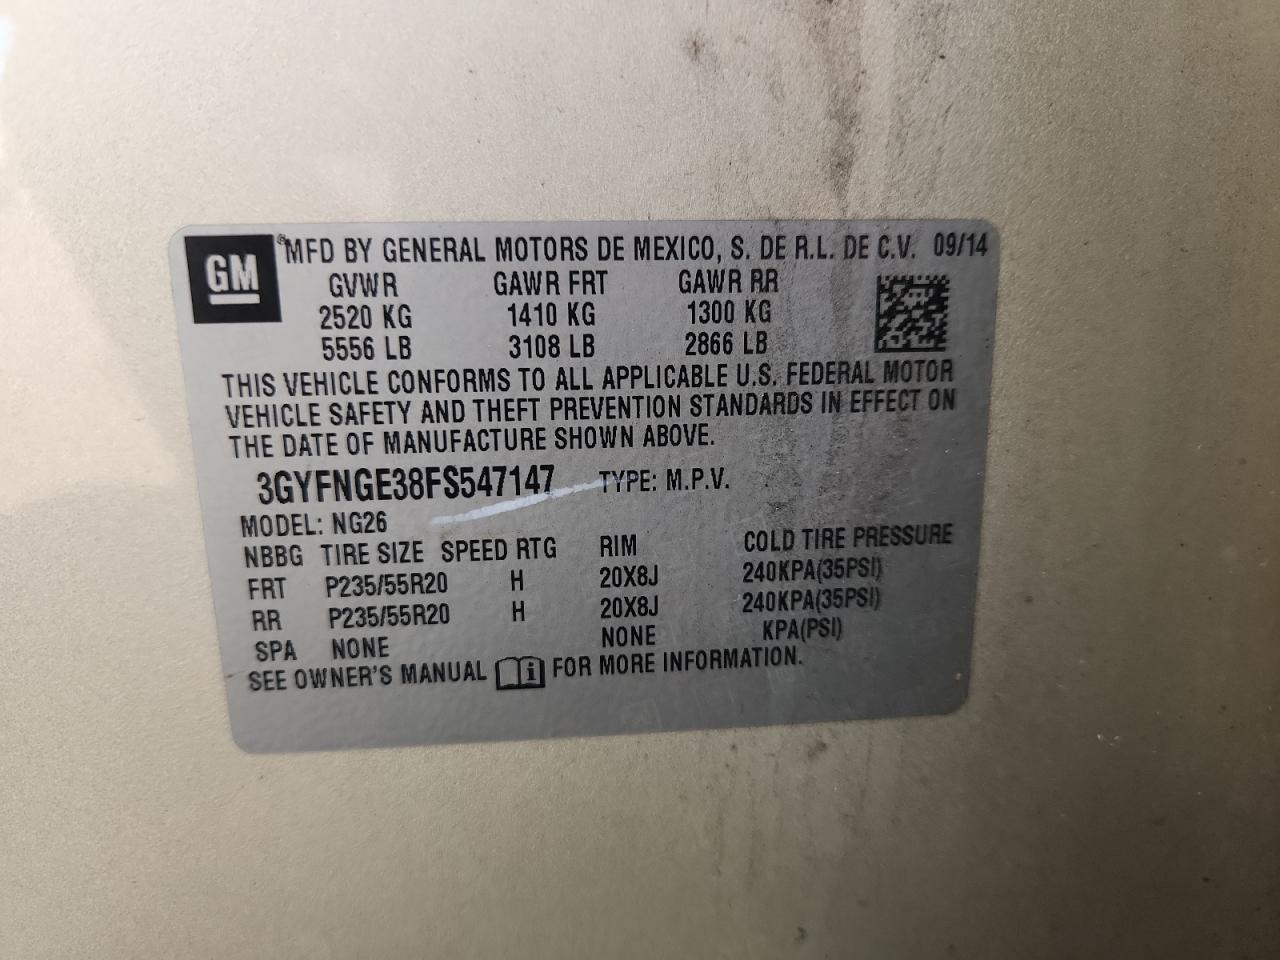 GM
MFD BY GENERAL MOTORS DE MEXICO, S. DE R.L. DE C.V. 09/14
GVWR GAWR FRT GAWR RR
2520 KG 1410 KG 1300 KG
5556 LB 3108 LB 2866 LB
THIS VEHICLE CONFORMS TO ALL APPLICABLE U.S. FEDERAL MOTOR
VEHICLE SAFETY AND THEFT PREVENTION STANDARDS IN EFFECT ON
THE DATE OF MANUFACTURE SHOWN ABOVE.
3GYFNGE38FS547147 TYPE: M.P.V.
MODEL: NG26
NBBG TIRE SIZE SPEED RTG RIM COLD TIRE PRESSURE
FRT P235/55R20 H 20X8J 240KPA(35PSI)
RR P235/55R20 H 20X8J 240KPA(35PSI)
SPA NONE NONE KPA(PSI)
SEE OWNER'S MANUAL FOR MORE INFORMATION.